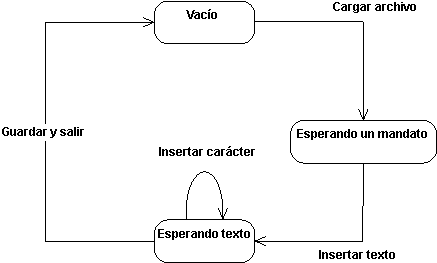 Vacío
Cargar archivo
Guardar y salir
Esperando un mandato
Insertar carácter
Esperando texto
Insertar texto